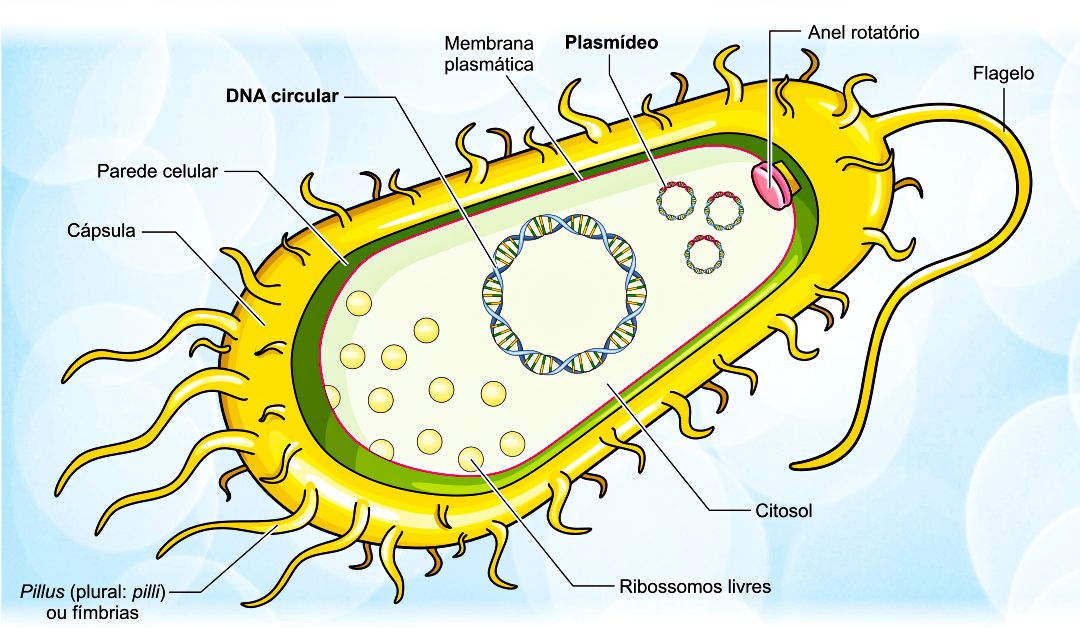 Anel rotatório
Membrana
plasmática
Plasmídeo
Flagelo
DNA circular
Parede celular
Cápsula
Citosol
Ribossomos livres
Pillus (plural: pilli)
ou fímbrias